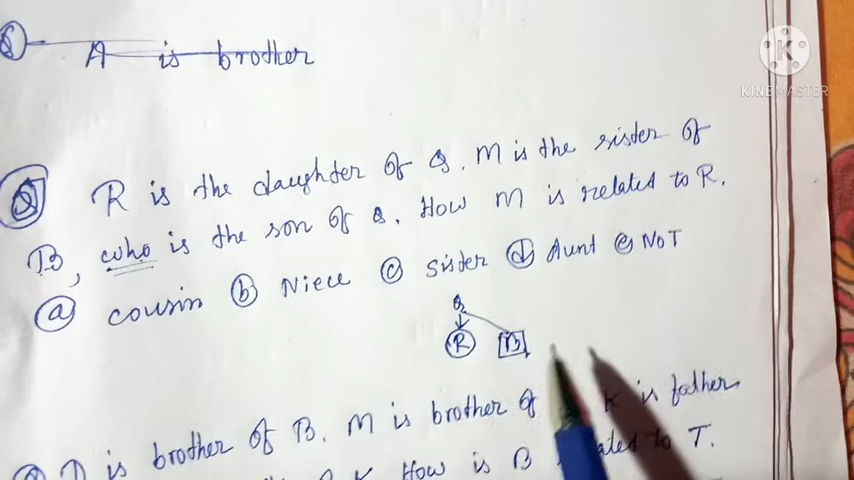 K
KINEMASTER
Q A is brother
Q R is the daughter of Q. M is the sister of
B, who is the son of Q. How M is related to R.
a cousin b Niece c sister d Aunt e NOT
Q
R B
Q D is brother of B. M is brother of K is father
K How is B related to T.